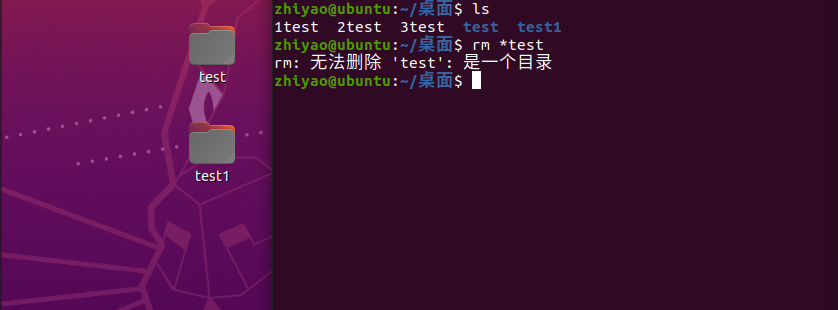 test
test1
zhiyao@ubuntu:~/桌面$ ls
1test  2test  3test  test  test1
zhiyao@ubuntu:~/桌面$ rm *test
rm: 无法删除 'test': 是一个目录
zhiyao@ubuntu:~/桌面$